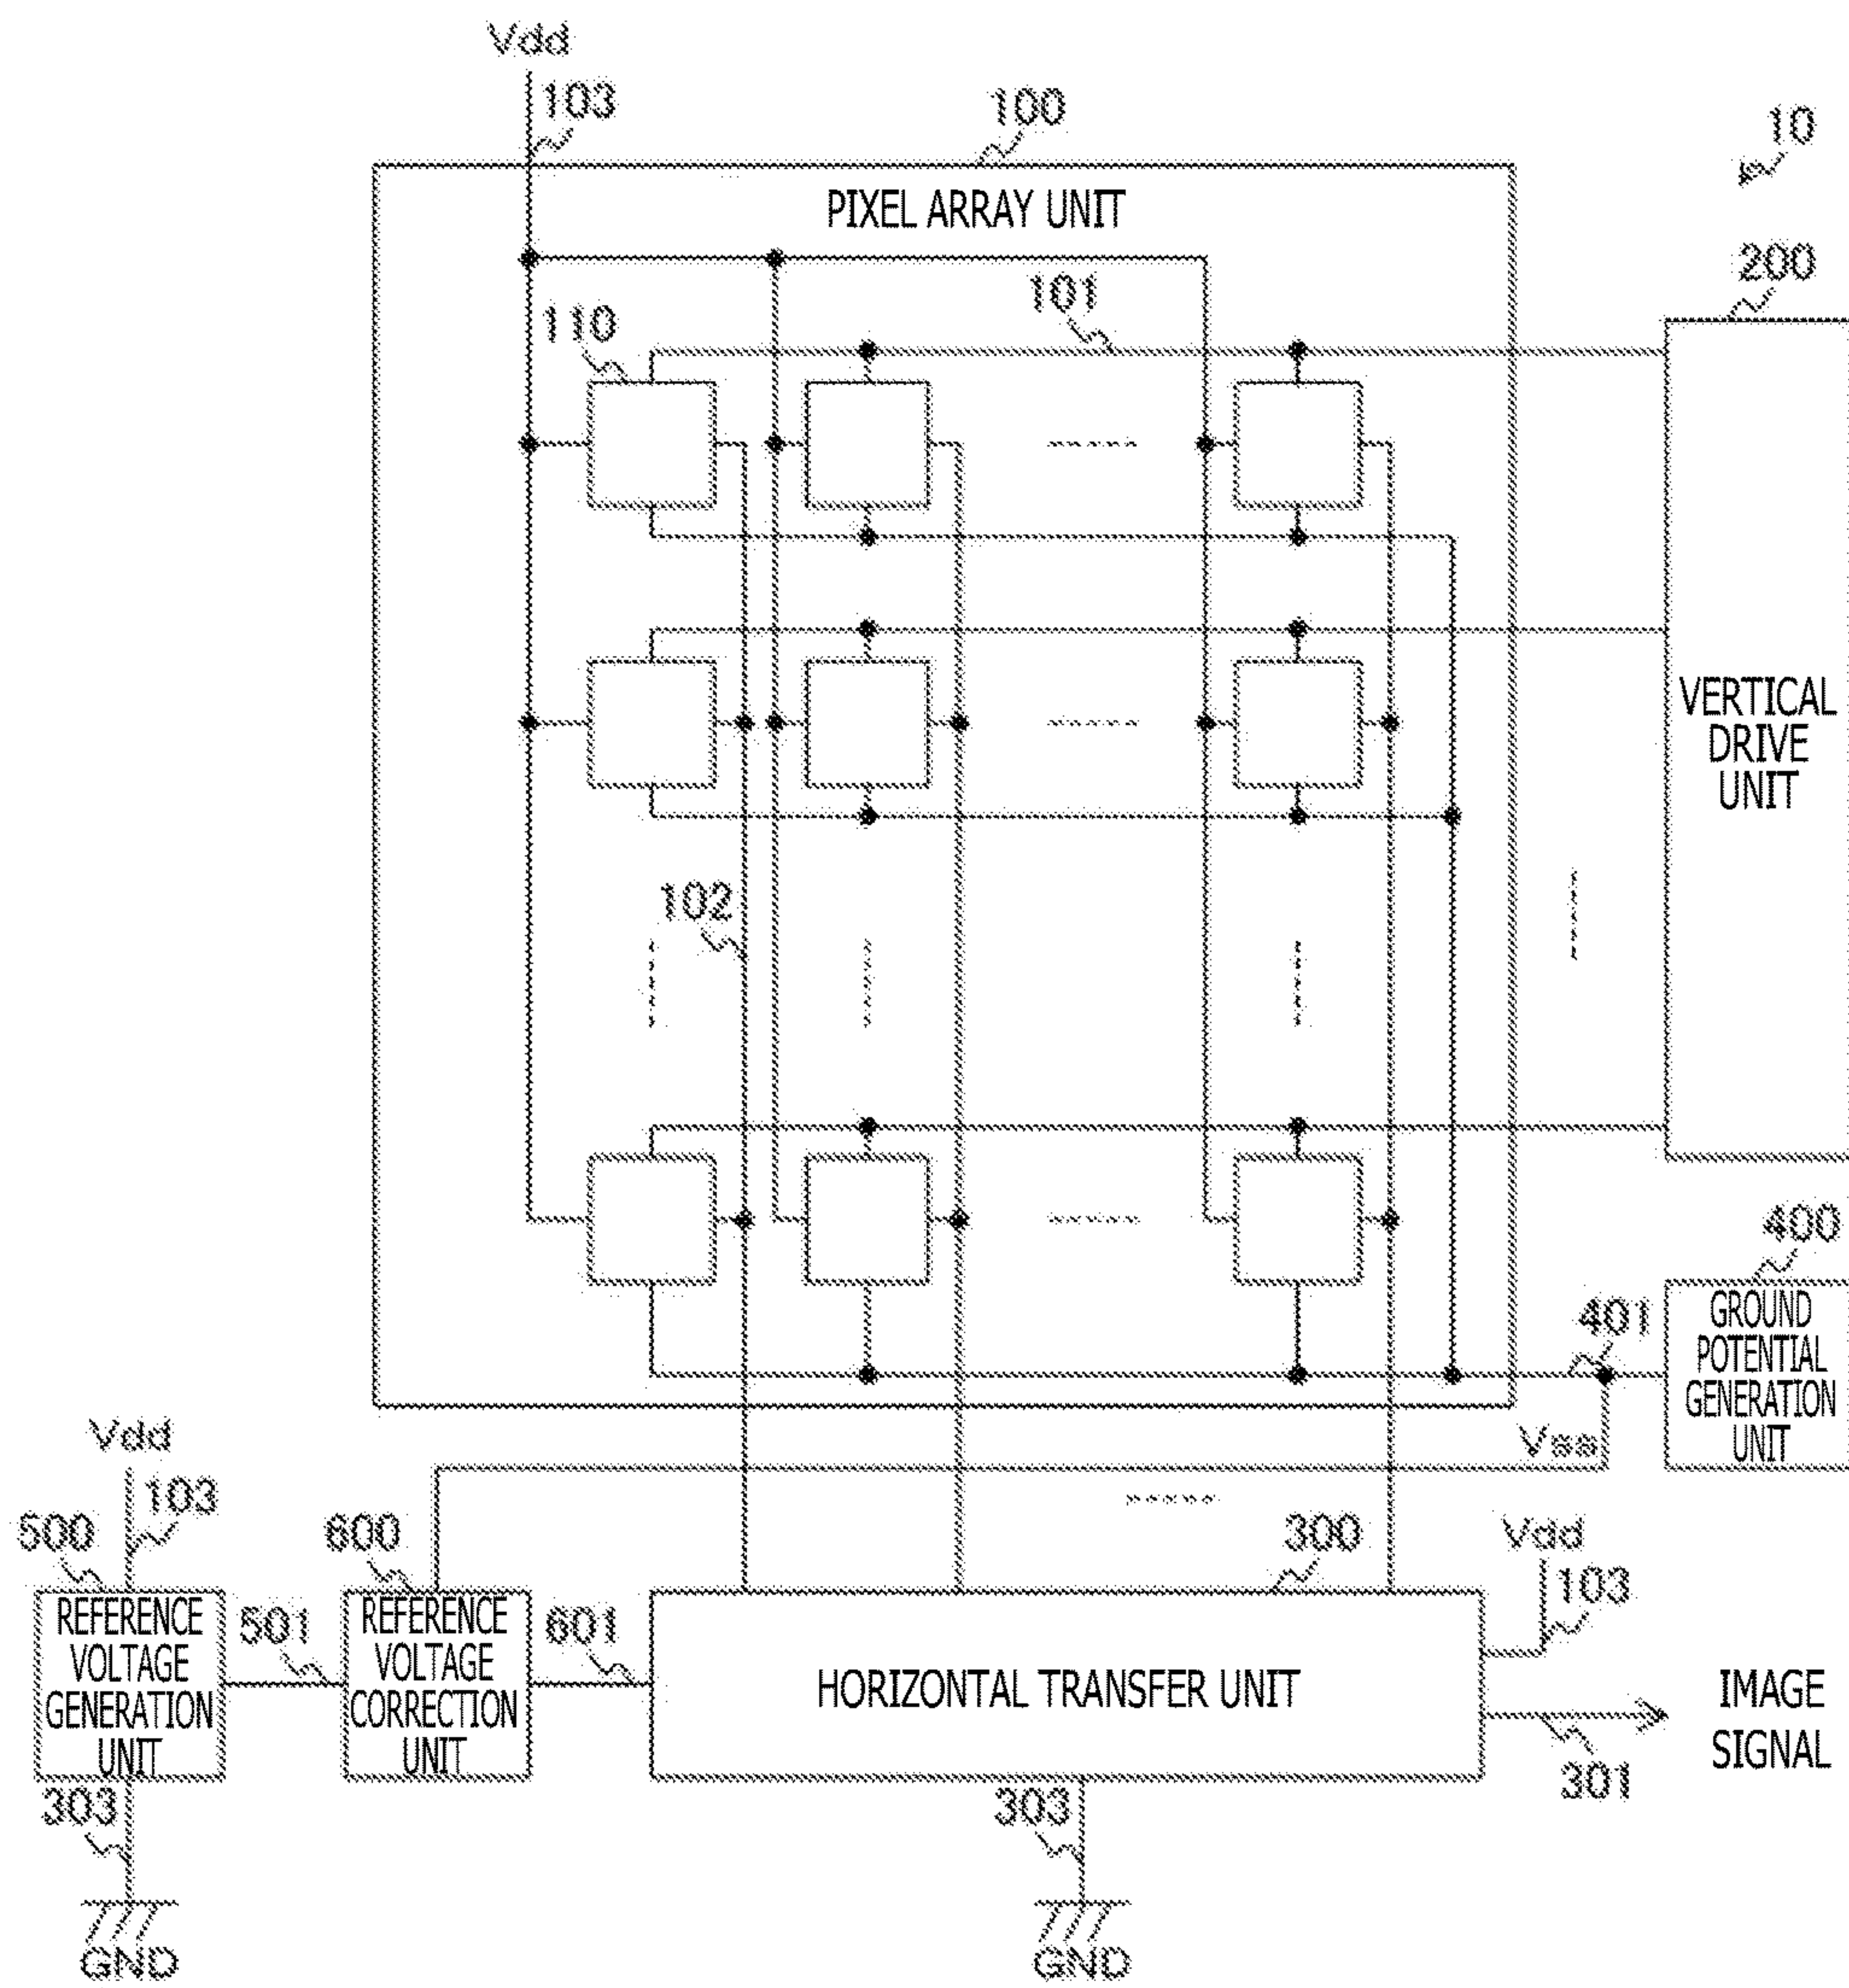 Vdd
103
100
10
PIXEL ARRAY UNIT
200
101
110
VERTICAL
DRIVE
UNIT
102
400
401
GROUND
POTENTIAL
GENERATION
UNIT
Vss
Vdd
103
500
600
300
Vdd
103
REFERENCE
VOLTAGE
GENERATION
UNIT
501
REFERENCE
VOLTAGE
CORRECTION
UNIT
601
HORIZONTAL TRANSFER UNIT
IMAGE
SIGNAL
301
303
303
GND
GND